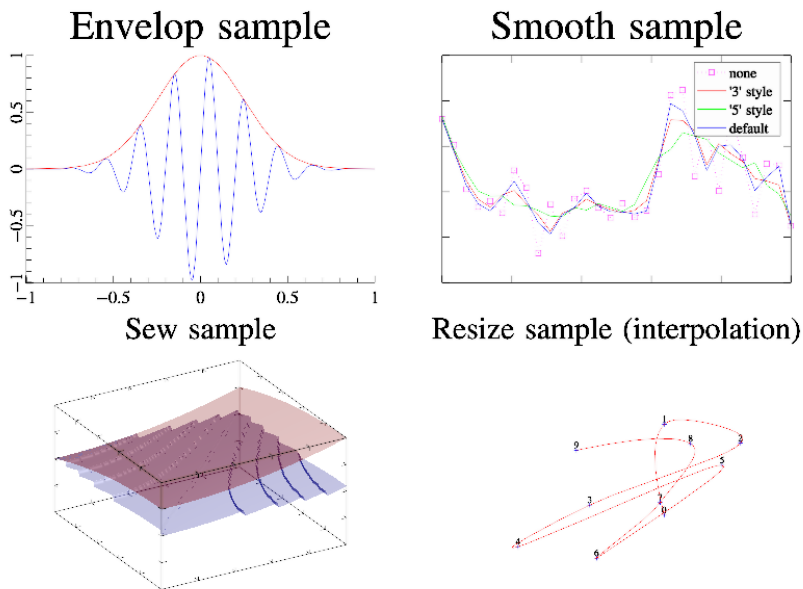 Envelop sample
Smooth sample
1
0.5
0
−0.5
−1
−1
−0.5
0
0.5
1
none
'3' style
'5' style
default
Sew sample
Resize sample (interpolation)
1
9
8
2
5
3
7
0
4
6